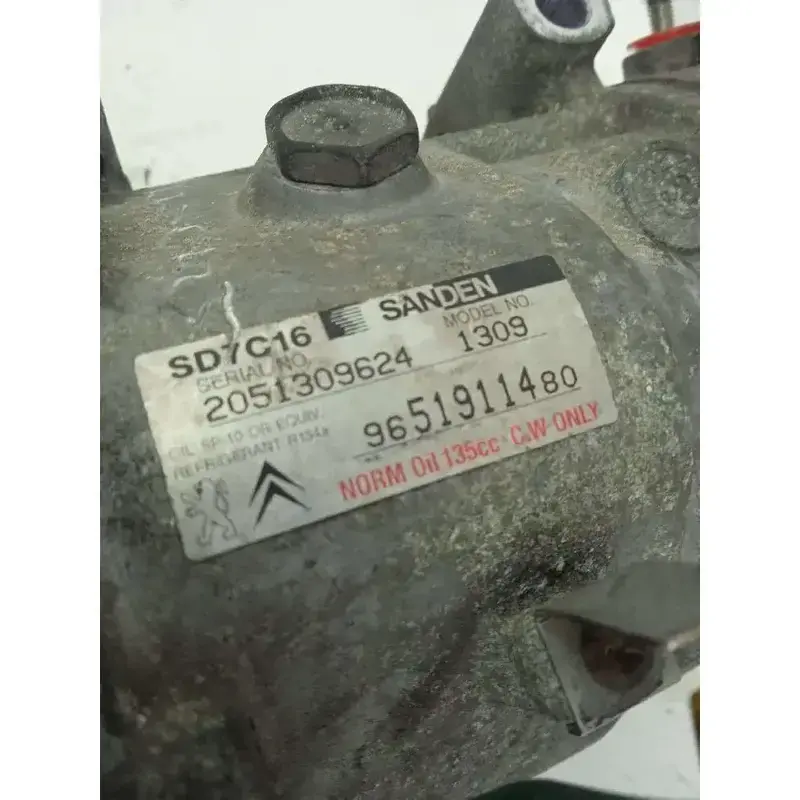 SD7C16 SANDEN
SERIAL NO. MODEL NO.
2051309624 1309
OIL SP-10 OR EQUIV.
REFRIGERANT R134a
9651911480
NORM Oil 135cc C.W ONLY